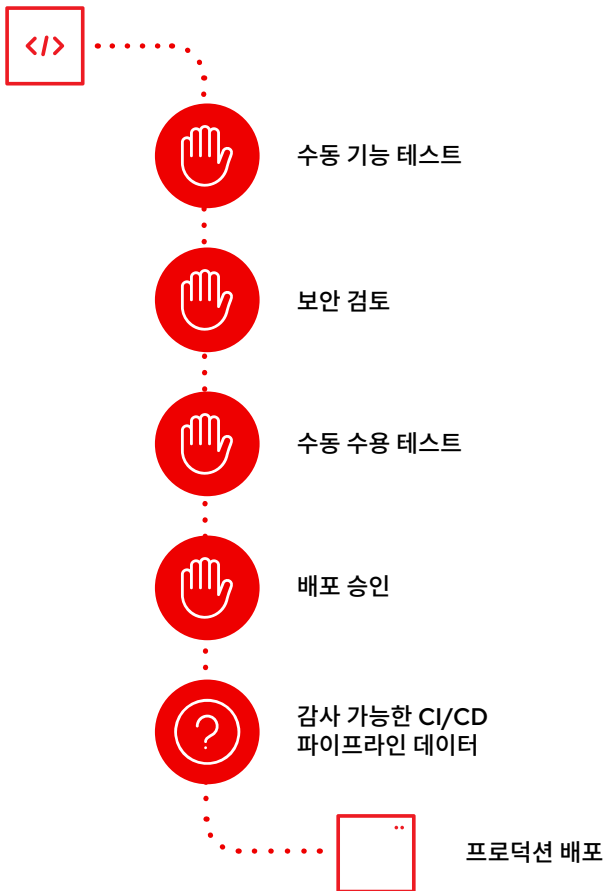 </>
수동 기능 테스트
보안 검토
수동 수용 테스트
배포 승인
감사 가능한 CI/CD
파이프라인 데이터
?
프로덕션 배포